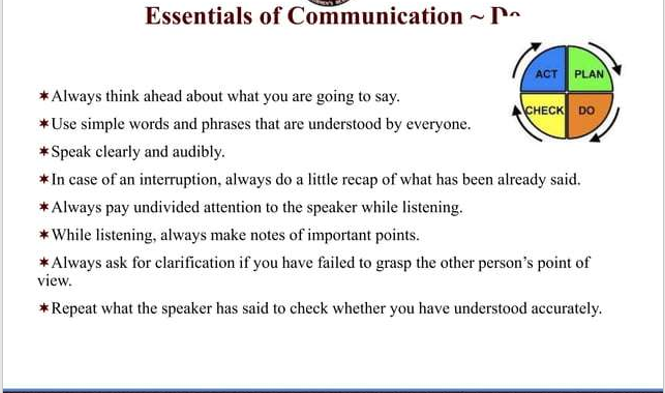 Essentials of Communication ~
ACT PLAN
CHECK DO
✶Always think ahead about what you are going to say.
✶Use simple words and phrases that are understood by everyone.
✶Speak clearly and audibly.
✶In case of an interruption, always do a little recap of what has been already said.
✶Always pay undivided attention to the speaker while listening.
✶While listening, always make notes of important points.
✶Always ask for clarification if you have failed to grasp the other person’s point of
view.
✶Repeat what the speaker has said to check whether you have understood accurately.